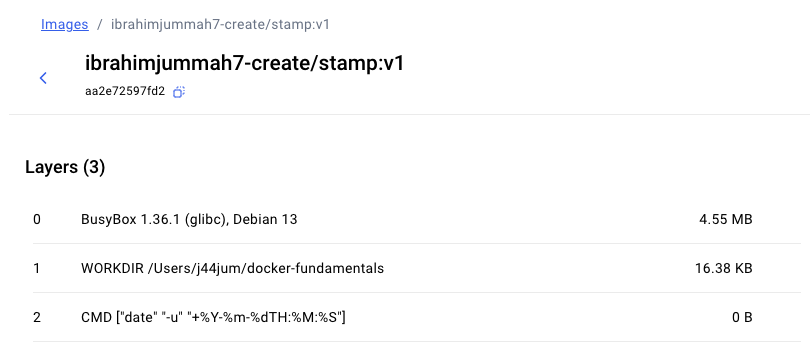 Images / ibrahimjummah7-create/stamp:v1
ibrahimjummah7-create/stamp:v1
aa2e72597fd2
Layers (3)
0 BusyBox 1.36.1 (glibc), Debian 13 4.55 MB
1 WORKDIR /Users/j44jum/docker-fundamentals 16.38 KB
2 CMD ["date" "-u" "+%Y-%m-%dTH:%M:%S"] 0 B